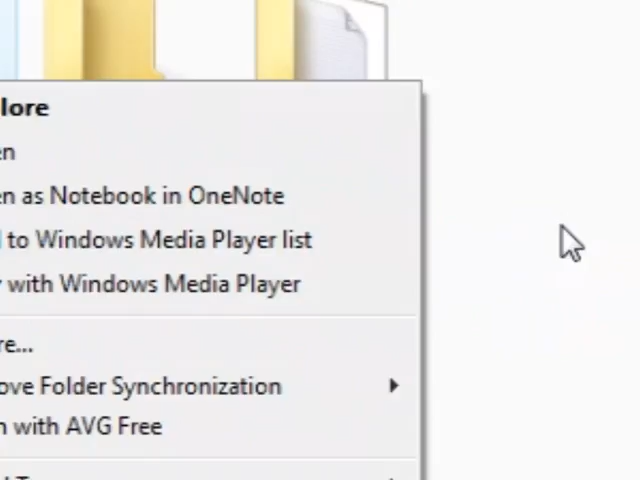 lore
en
en as Notebook in OneNote
to Windows Media Player list
with Windows Media Player
re...
ove Folder Synchronization
n with AVG Free